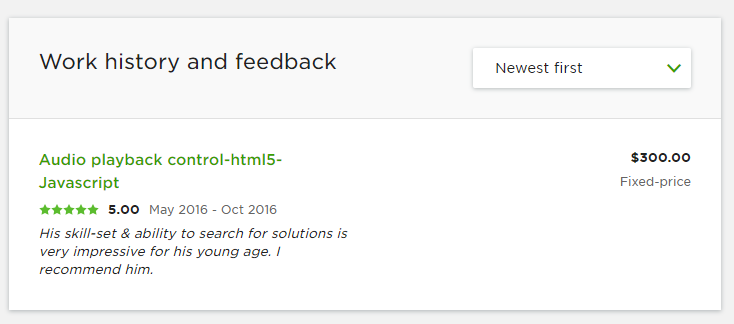 Work history and feedback
Newest first
Audio playback control-html5-
Javascript
$300.00
Fixed-price
5.00 May 2016 - Oct 2016
His skill-set & ability to search for solutions is
very impressive for his young age. I
recommend him.